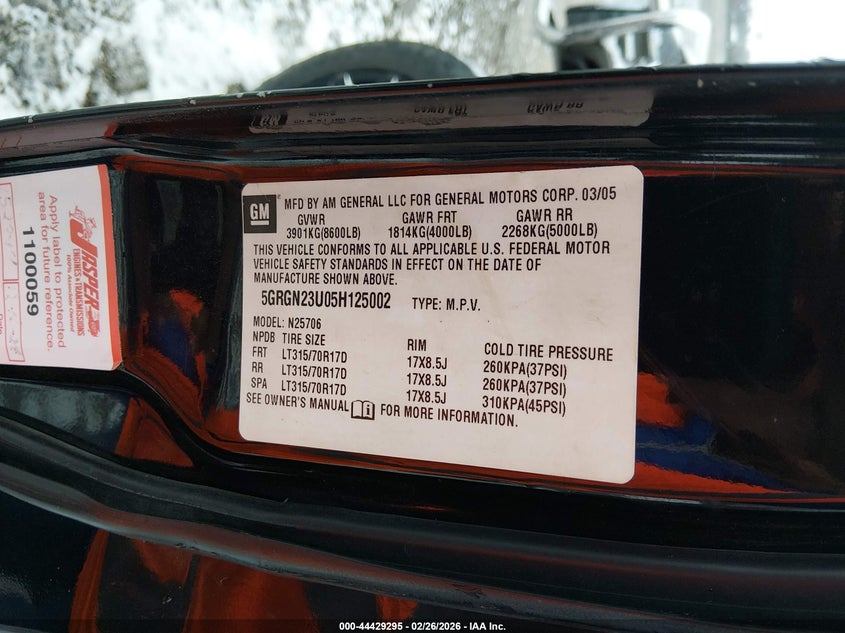 GM
MFD BY AM GENERAL LLC FOR GENERAL MOTORS CORP. 03/05
GVWR GAWR FRT GAWR RR
3901KG(8600LB) 1814KG(4000LB) 2268KG(5000LB)
THIS VEHICLE CONFORMS TO ALL APPLICABLE U.S. FEDERAL MOTOR
VEHICLE SAFETY STANDARDS IN EFFECT ON THE DATE OF
MANUFACTURE SHOWN ABOVE.
5GRGN23U05H125002 TYPE: M.P.V.
MODEL: N25706
NPDB TIRE SIZE RIM COLD TIRE PRESSURE
FRT LT315/70R17D 17X8.5J 260KPA(37PSI)
RR LT315/70R17D 17X8.5J 260KPA(37PSI)
SPA LT315/70R17D 17X8.5J 310KPA(45PSI)
SEE OWNER'S MANUAL FOR MORE INFORMATION.
JASPER
ENGINES & TRANSMISSIONS
100% Associate Owned
Apply label to protected
area for future reference.
1100059
Date
000-44429295 - 02/26/2026 - IAA Inc.